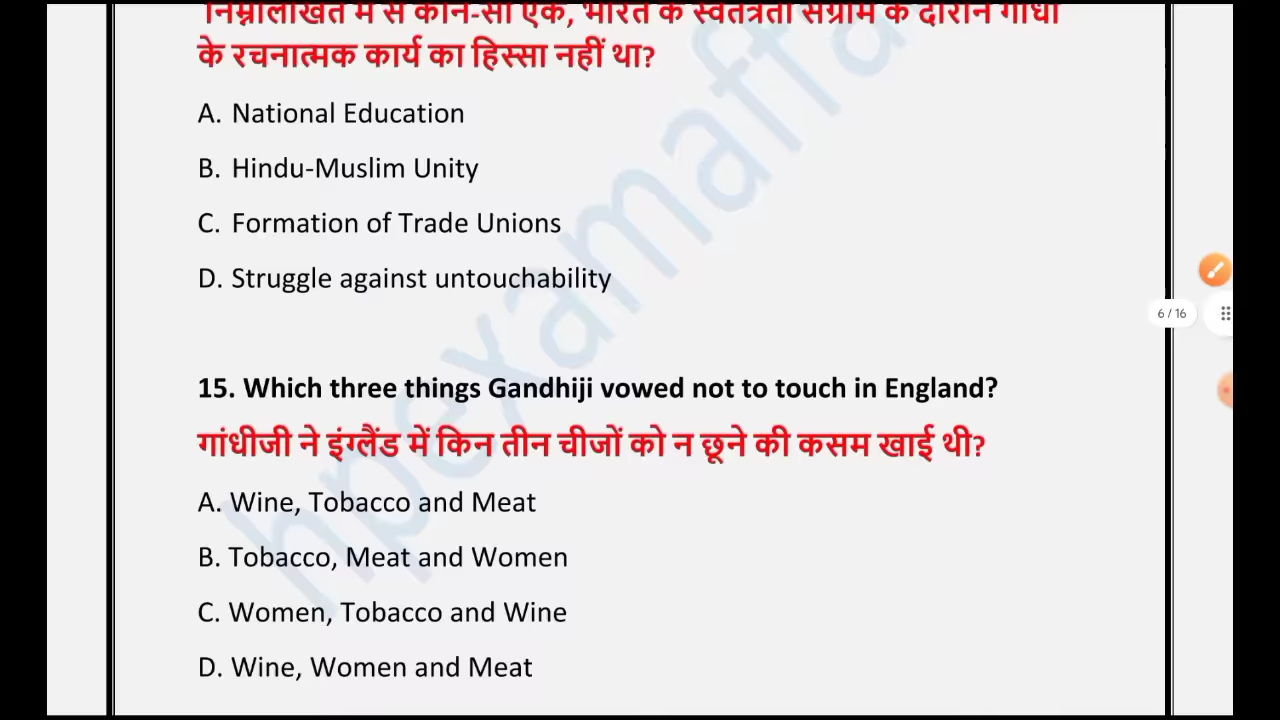 निम्नलिखित में से कौन-सा एक, भारत के स्वतंत्रता संग्राम के दौरान गांधी
के रचनात्मक कार्य का हिस्सा नहीं था?
A. National Education
B. Hindu-Muslim Unity
C. Formation of Trade Unions
D. Struggle against untouchability
6 / 16
15. Which three things Gandhiji vowed not to touch in England?
गांधीजी ने इंग्लैंड में किन तीन चीजों को न छूने की कसम खाई थी?
A. Wine, Tobacco and Meat
B. Tobacco, Meat and Women
C. Women, Tobacco and Wine
D. Wine, Women and Meat